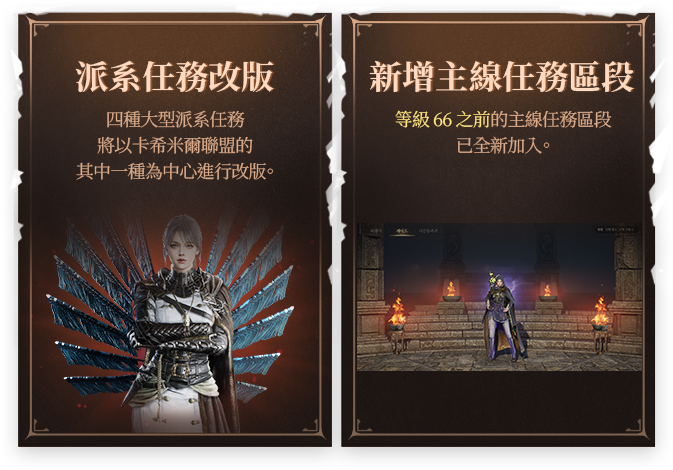 派系任務改版
四種大型派系任務
將以卡希米爾聯盟的
其中一種為中心進行改版。
新增主線任務區段
等級 66 之前的主線任務區段
已全新加入。